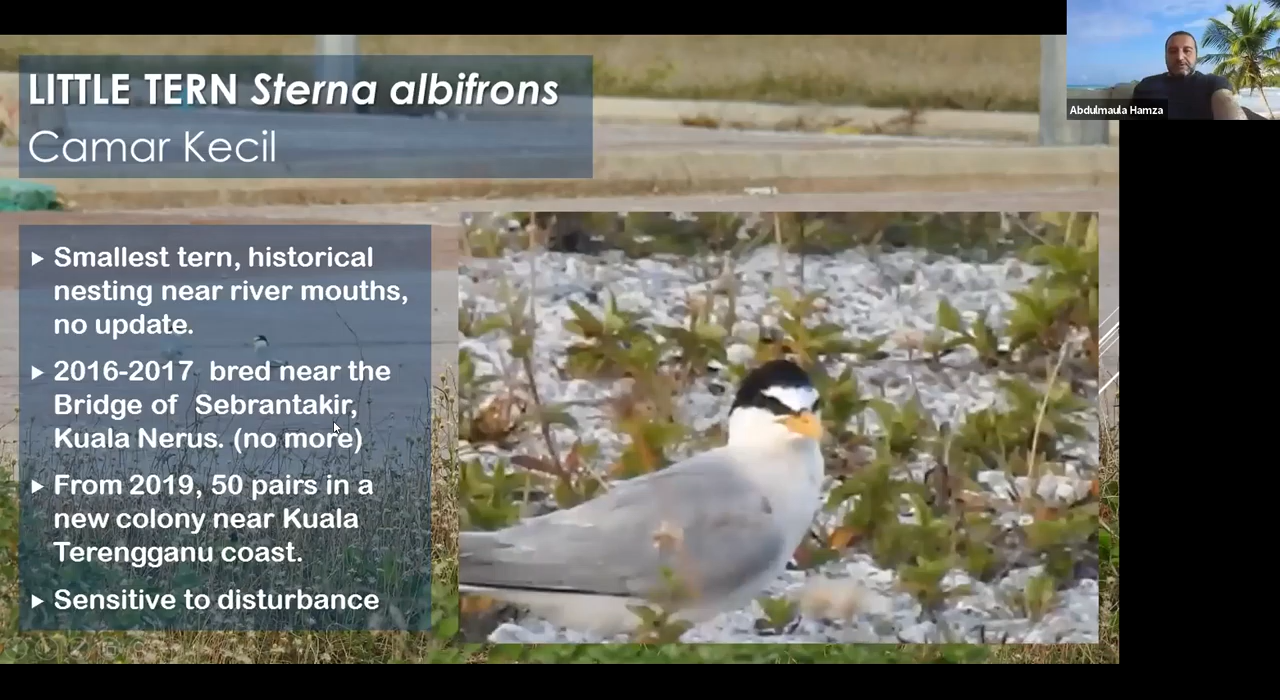 LITTLE TERN Sterna albifrons
Camar Kecil
Abdulmaula Hamza
Smallest tern, historical
nesting near river mouths,
no update.
2016-2017 bred near the
Bridge of Sebrantakir,
Kuala Nerus. (no more)
From 2019, 50 pairs in a
new colony near Kuala
Terengganu coast.
Sensitive to disturbance